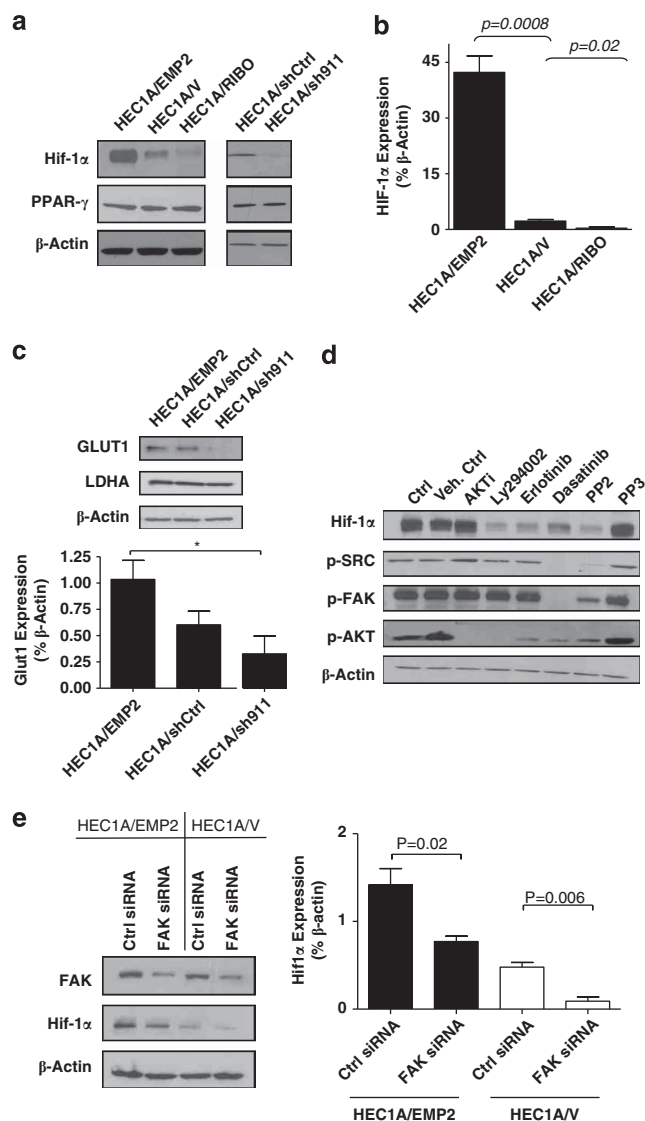 a
HEC1A/EMP2
HEC1A/V
HEC1A/RIBO
HEC1A/shCtrl
HEC1A/sh911
Hif-1α
PPAR-γ
β-Actin
b
p=0.0008
p=0.02
HIF-1α Expression
(% β-Actin)
45
30
15
0
HEC1A/EMP2
HEC1A/V
HEC1A/RIBO
c
HEC1A/EMP2
HEC1A/shCtrl
HEC1A/sh911
GLUT1
LDHA
β-Actin
Glut1 Expression
(% β-Actin)
1.25
1.00
0.75
0.50
0.25
0.00
*
HEC1A/EMP2
HEC1A/shCtrl
HEC1A/sh911
d
Ctrl
Veh. Ctrl
AKTi
Ly294002
Erlotinib
Dasatinib
PP2
PP3
Hif-1α
p-SRC
p-FAK
p-AKT
β-Actin
e
HEC1A/EMP2 HEC1A/V
Ctrl siRNA
FAK siRNA
Ctrl siRNA
FAK siRNA
FAK
Hif-1α
β-Actin
Hif1α Expression
(% β-actin)
2
1
0
P=0.02
P=0.006
Ctrl siRNA
FAK siRNA
Ctrl siRNA
FAK siRNA
HEC1A/EMP2 HEC1A/V